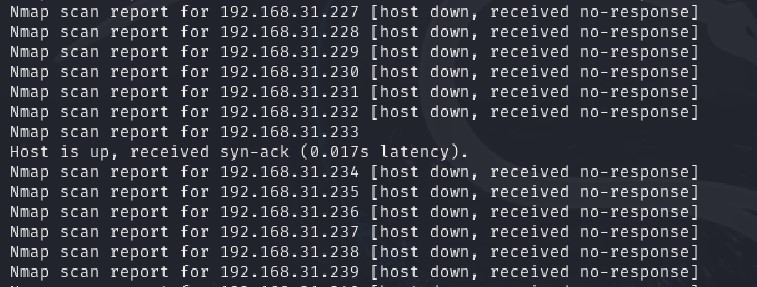 Nmap scan report for 192.168.31.227 [host down, received no-response]
Nmap scan report for 192.168.31.228 [host down, received no-response]
Nmap scan report for 192.168.31.229 [host down, received no-response]
Nmap scan report for 192.168.31.230 [host down, received no-response]
Nmap scan report for 192.168.31.231 [host down, received no-response]
Nmap scan report for 192.168.31.232 [host down, received no-response]
Nmap scan report for 192.168.31.233
Host is up, received syn-ack (0.017s latency).
Nmap scan report for 192.168.31.234 [host down, received no-response]
Nmap scan report for 192.168.31.235 [host down, received no-response]
Nmap scan report for 192.168.31.236 [host down, received no-response]
Nmap scan report for 192.168.31.237 [host down, received no-response]
Nmap scan report for 192.168.31.238 [host down, received no-response]
Nmap scan report for 192.168.31.239 [host down, received no-response]